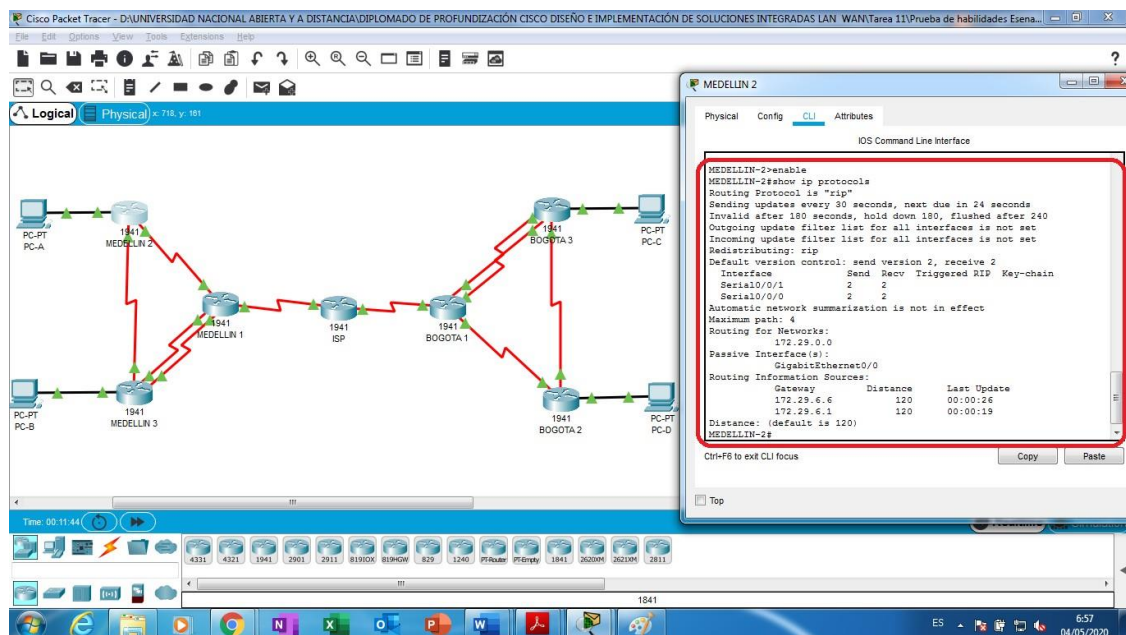 Cisco Packet Tracer - D:\UNIVERSIDAD NACIONAL ABIERTA Y A DISTANCIA\DIPLOMADO DE PROFUNDIZACIÓN CISCO DISEÑO E IMPLEMENTACIÓN DE SOLUCIONES INTEGRADAS LAN WAN\Tarea 11\Prueba de habilidades Esena...
File Edit Options View Tools Extensions Help
?
Logical Physical x: 718, y: 161
PC-PT
PC-A
1941
MEDELLIN 2
1941
BOGOTA 3
PC-PT
PC-C
1941
MEDELLIN 1
1941
ISP
1941
BOGOTA 1
PC-PT
PC-B
1941
MEDELLIN 3
1941
BOGOTA 2
PC-PT
PC-D
MEDELLIN 2
Physical Config CLI Attributes
IOS Command Line Interface
MEDELLIN-2>enable
MEDELLIN-2#show ip protocols
Routing Protocol is "rip"
Sending updates every 30 seconds, next due in 24 seconds
Invalid after 180 seconds, hold down 180, flushed after 240
Outgoing update filter list for all interfaces is not set
Incoming update filter list for all interfaces is not set
Redistributing: rip
Default version control: send version 2, receive 2
Interface Send Recv Triggered RIP Key-chain
Serial0/0/1 2 2
Serial0/0/0 2 2
Automatic network summarization is not in effect
Maximum path: 4
Routing for Networks:
172.29.0.0
Passive Interface(s):
GigabitEthernet0/0
Routing Information Sources:
Gateway Distance Last Update
172.29.6.6 120 00:00:26
172.29.6.1 120 00:00:19
Distance: (default is 120)
MEDELLIN-2#
Ctrl+F6 to exit CLI focus
Copy Paste
Top
Time: 00:11:44
4331 4321 1941 2901 2911 819IOX 819HGW 829 1240 PT-Router PT-Empty 1841 2620XM 2621XM 2811
1841
ES 6:57
04/05/2020